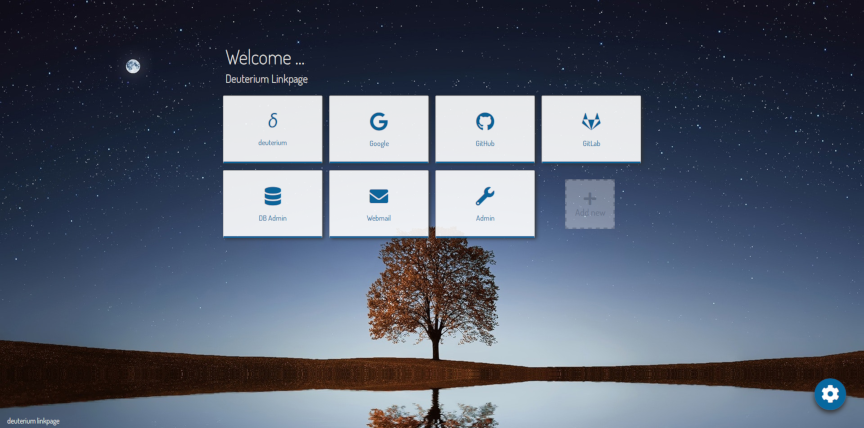 Welcome ...
Deuterium Linkpage
δ
deuterium
Google
GitHub
GitLab
DB Admin
Webmail
Admin
Add new
deuterium linkpage